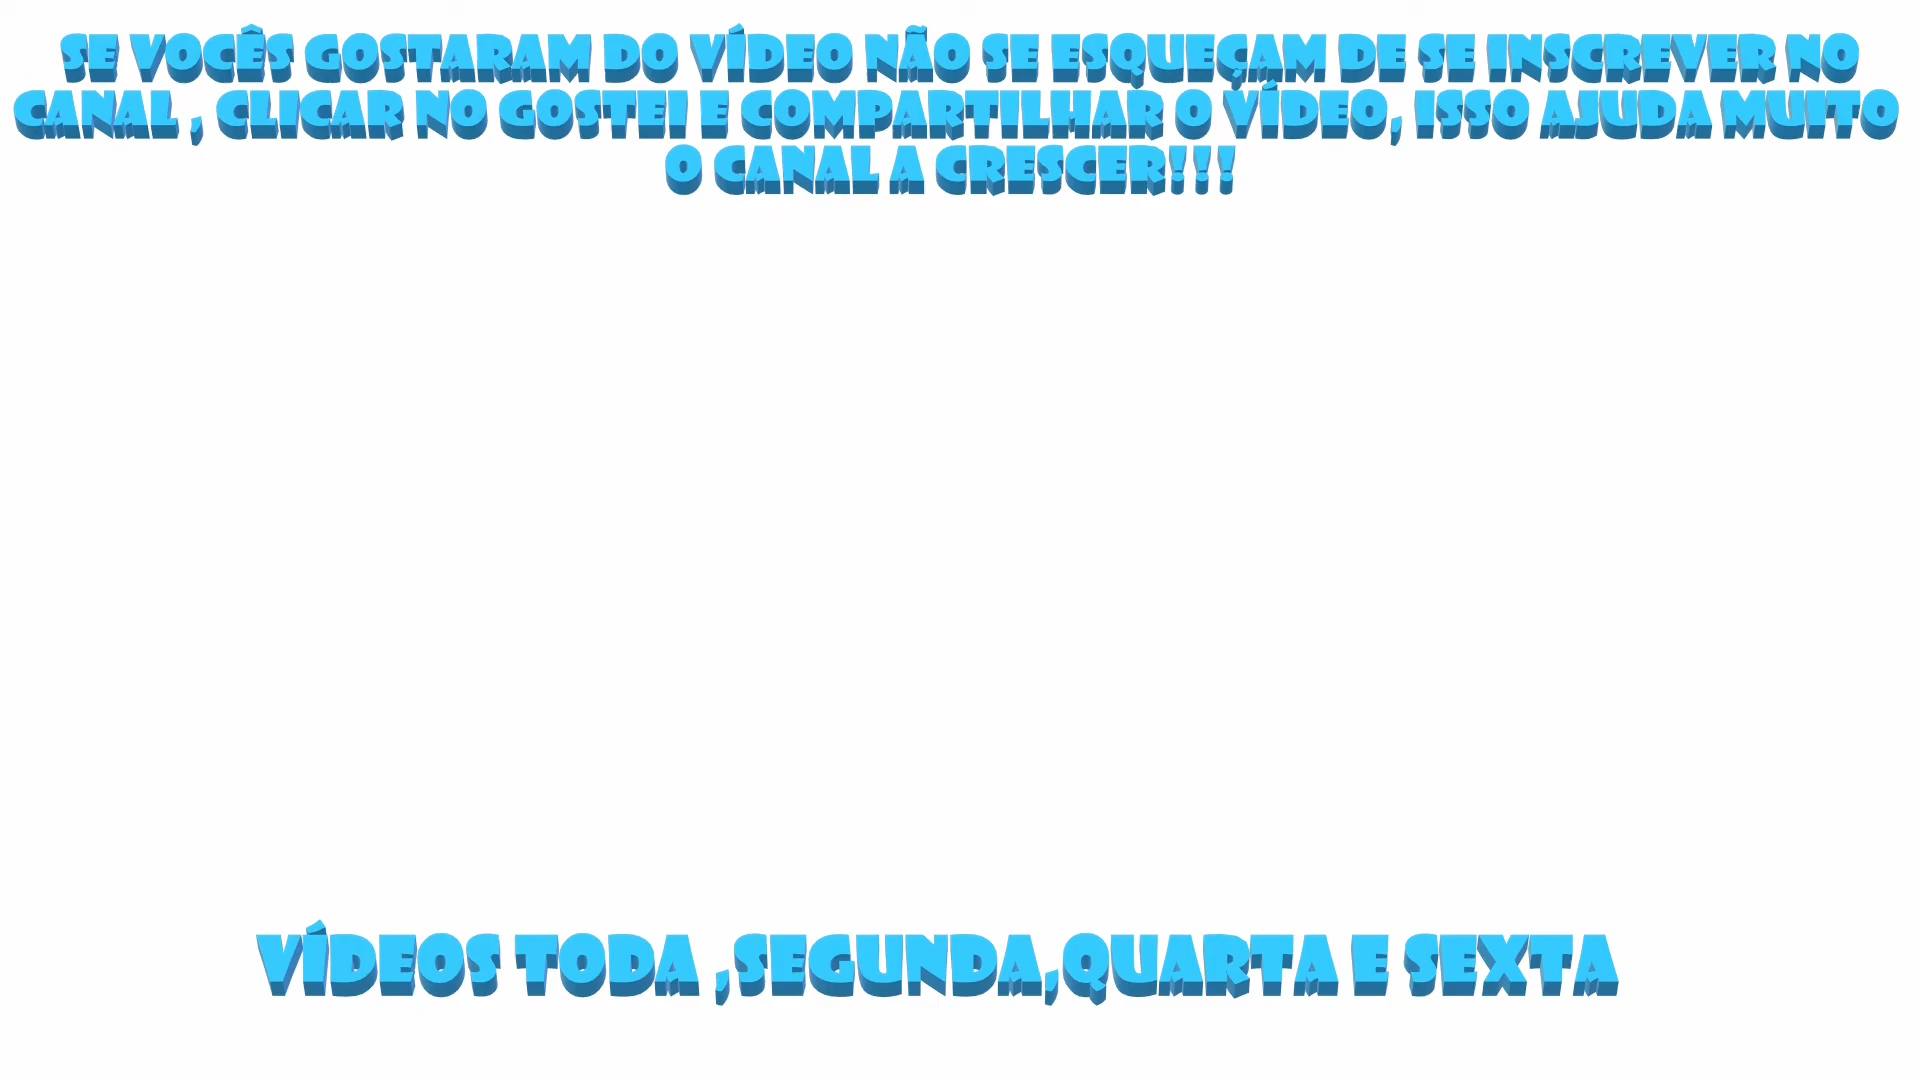 SE VOCÊS GOSTARAM DO VÍDEO NÃO SE ESQUEÇAM DE SE INSCREVER NO
CANAL , CLICAR NO GOSTEI E COMPARTILHAR O VÍDEO, ISSO AJUDA MUITO
O CANAL A CRESCER!!!
VÍDEOS TODA ,SEGUNDA,QUARTA E SEXTA